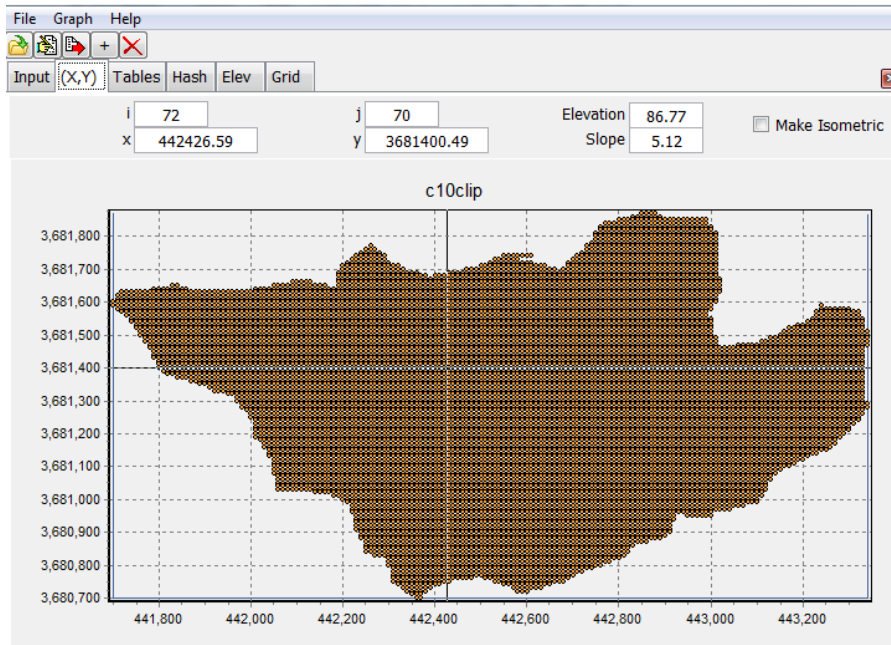 File Graph Help
+
Input (X,Y) Tables Hash Elev Grid
i 72 j 70 Elevation 86.77
x 442426.59 y 3681400.49 Slope 5.12
Make Isometric
c10clip
3,681,800
3,681,700
3,681,600
3,681,500
3,681,400
3,681,300
3,681,200
3,681,100
3,681,000
3,680,900
3,680,800
3,680,700
441,800 442,000 442,200 442,400 442,600 442,800 443,000 443,200